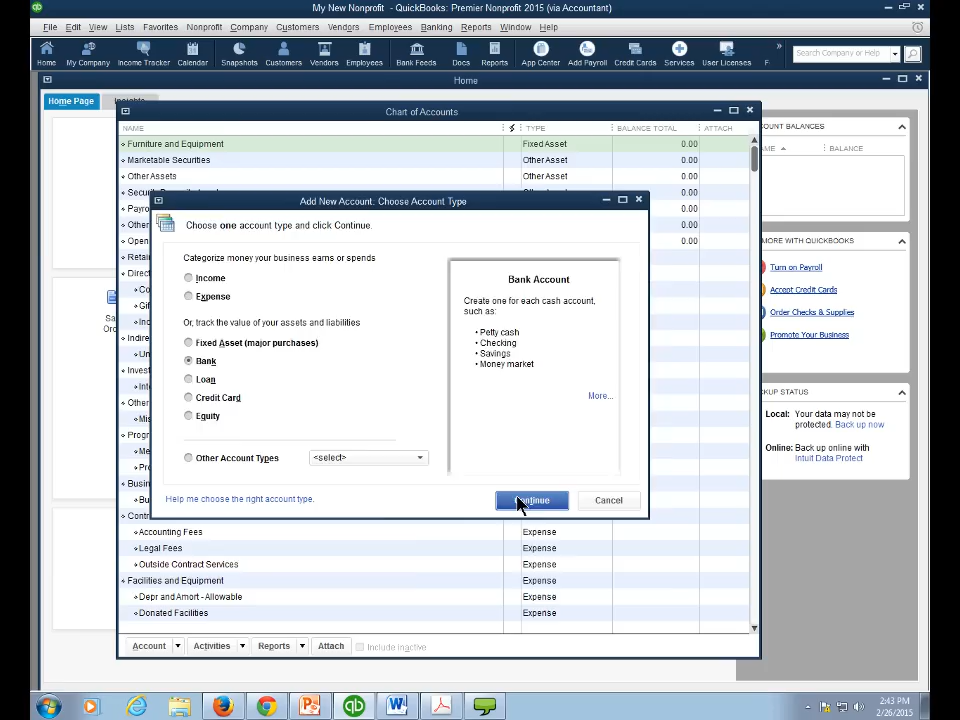 My New Nonprofit - QuickBooks: Premier Nonprofit 2015 (via Accountant)
File Edit View Lists Favorites Nonprofit Company Customers Vendors Employees Banking Reports Window Help
Home My Company Income Tracker Calendar Snapshots Customers Vendors Employees Bank Feeds Docs Reports App Center Add Payroll Credit Cards Services User Licenses
Search Company or Help
Home
Home Page Insights
Chart of Accounts
NAME TYPE BALANCE TOTAL ATTACH
Furniture and Equipment Fixed Asset 0.00
Marketable Securities Other Asset 0.00
Other Assets Other Asset 0.00
0.00
0.00
0.00
0.00
Add New Account: Choose Account Type
Choose one account type and click Continue.
Categorize money your business earns or spends
Income
Expense
Or, track the value of your assets and liabilities
Fixed Asset (major purchases)
Bank
Loan
Credit Card
Equity
Other Account Types <select>
Bank Account
Create one for each cash account,
such as:
• Petty cash
• Checking
• Savings
• Money market
More...
Help me choose the right account type.
Continue Cancel
Accounting Fees Expense
Legal Fees Expense
Outside Contract Services Expense
Facilities and Equipment Expense
Depr and Amort - Allowable Expense
Donated Facilities Expense
Account Activities Reports Attach Include inactive
BALANCES
BALANCE
MORE WITH QUICKBOOKS
Turn on Payroll
Accept Credit Cards
Order Checks & Supplies
Promote Your Business
STATUS
Local: Your data may not be
protected. Back up now
Online: Back up online with
Intuit Data Protect
2:43 PM
2/26/2015